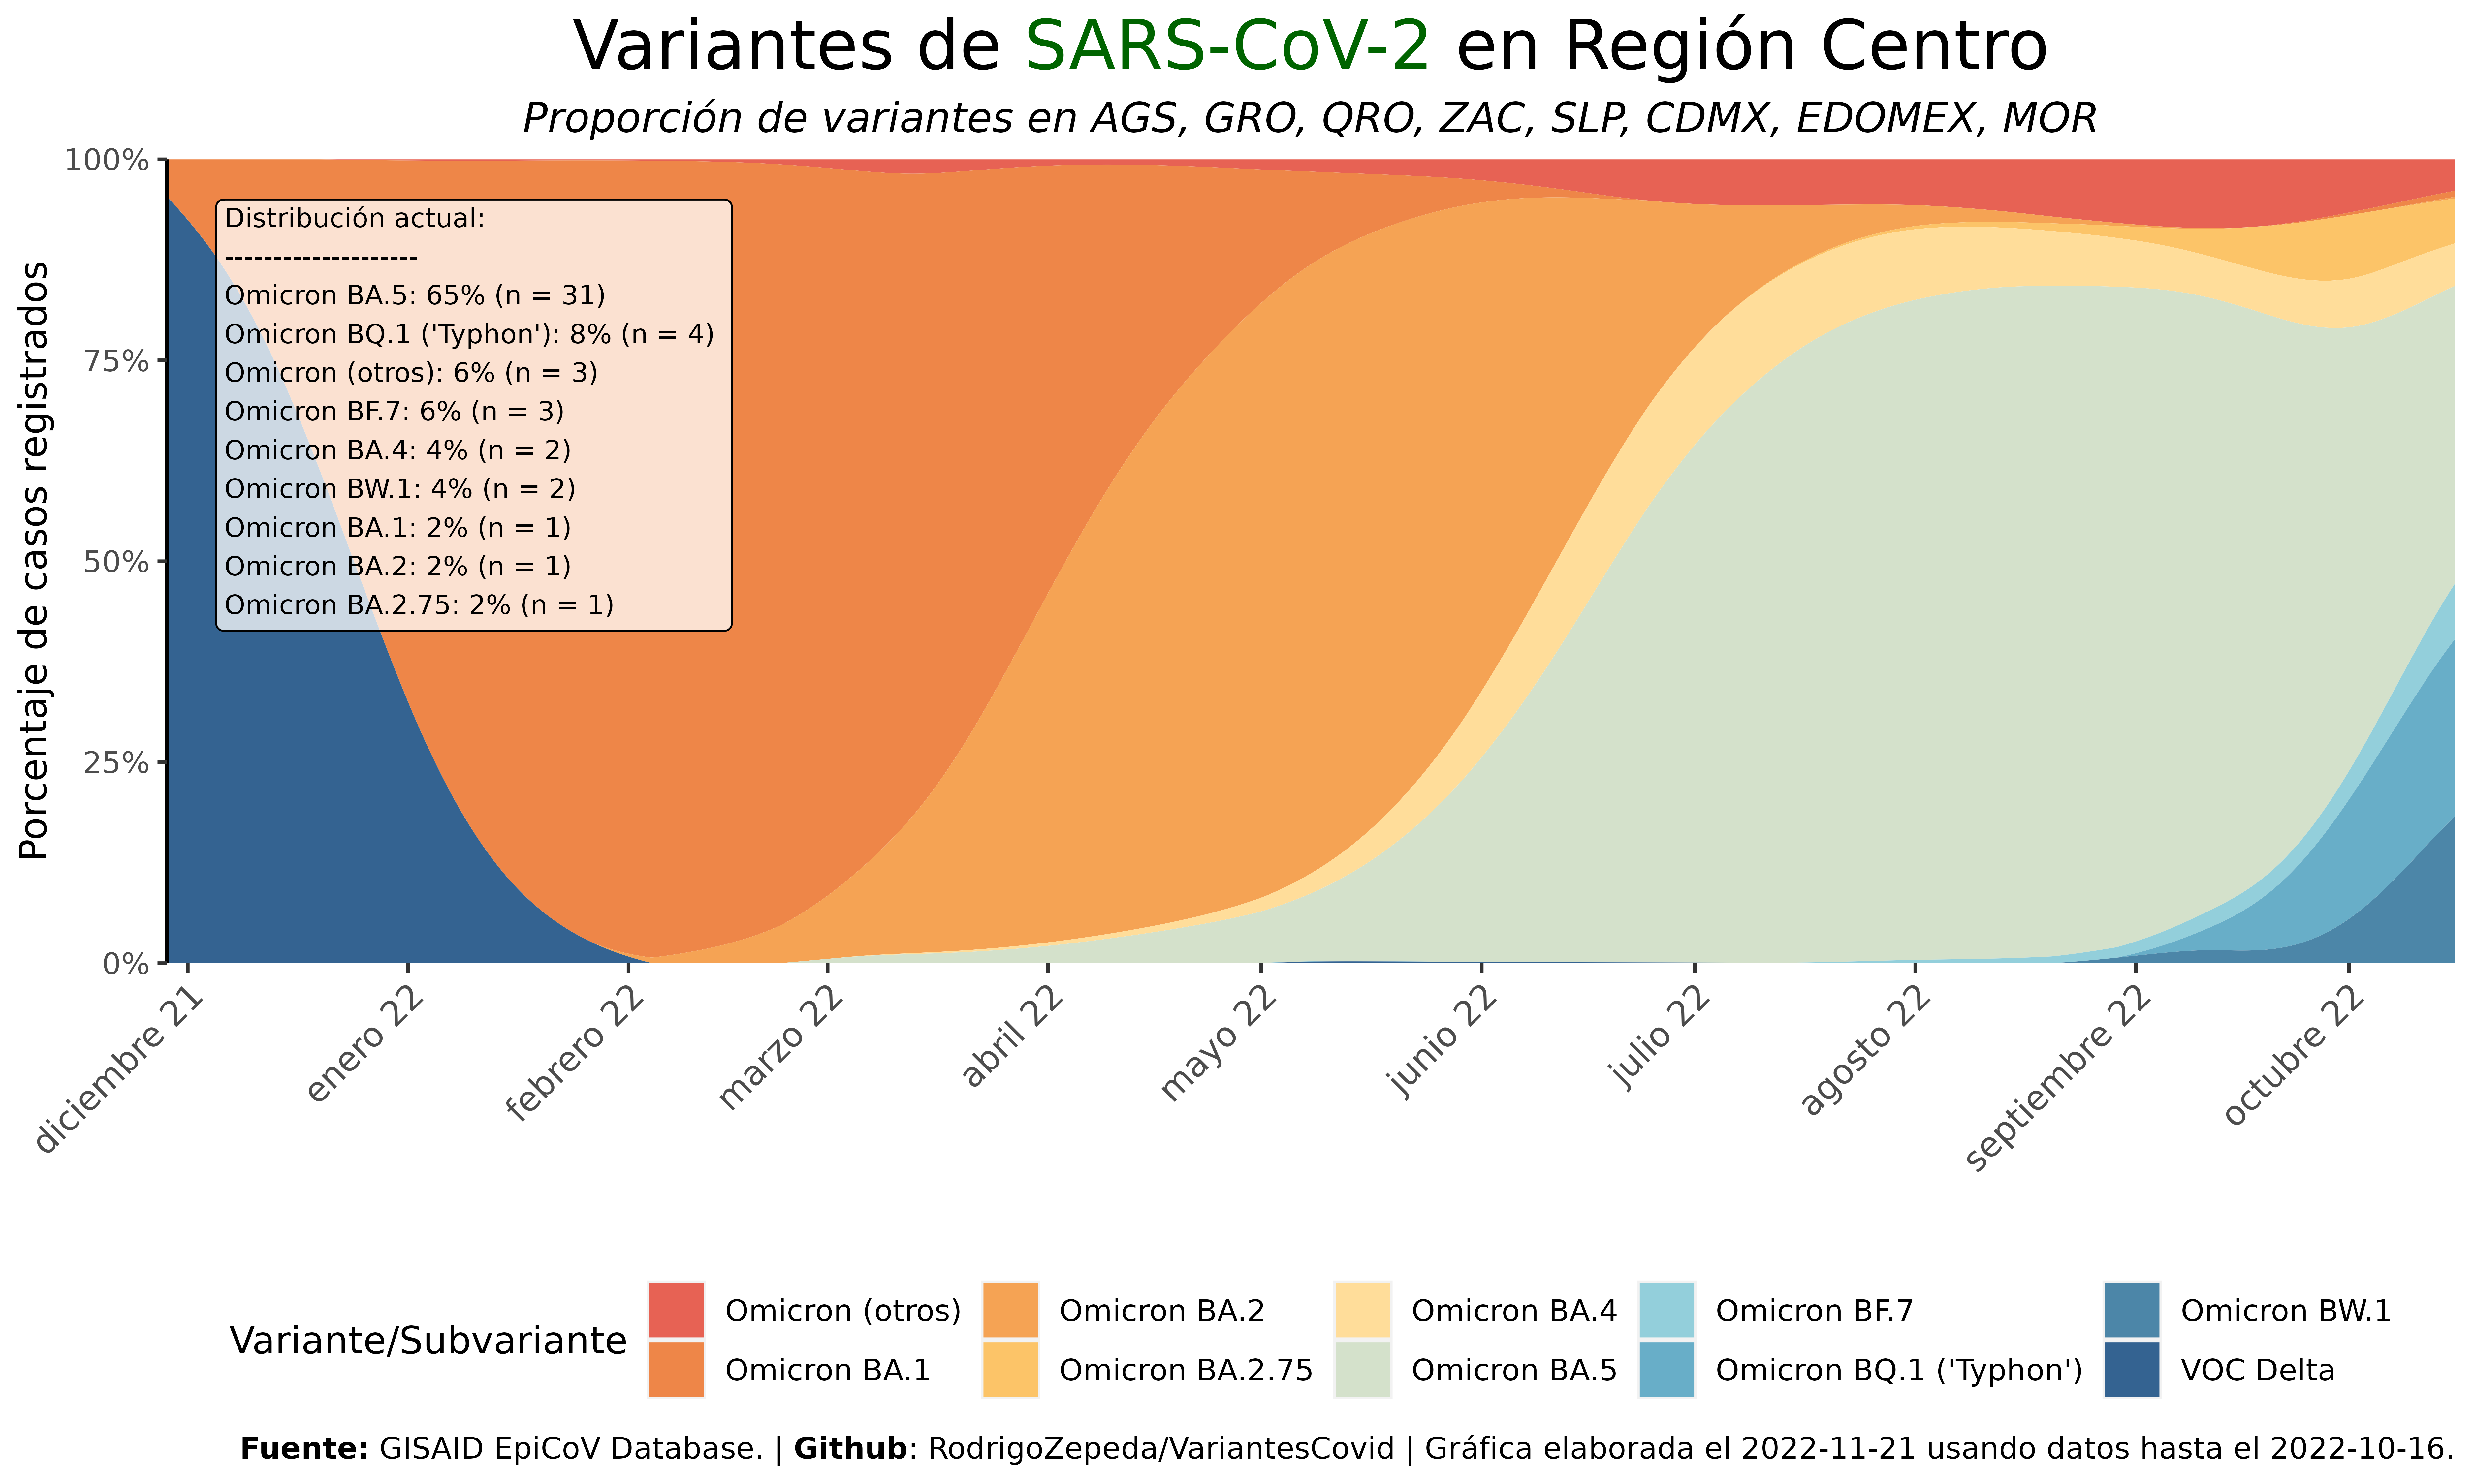 Variantes de SARS-CoV-2 en Región Centro
Proporción de variantes en AGS, GRO, QRO, ZAC, SLP, CDMX, EDOMEX, MOR
Porcentaje de casos registrados
100%
75%
50%
25%
0%
Distribución actual:
--------------------
Omicron BA.5: 65% (n = 31)
Omicron BQ.1 ('Typhon'): 8% (n = 4)
Omicron (otros): 6% (n = 3)
Omicron BF.7: 6% (n = 3)
Omicron BA.4: 4% (n = 2)
Omicron BW.1: 4% (n = 2)
Omicron BA.1: 2% (n = 1)
Omicron BA.2: 2% (n = 1)
Omicron BA.2.75: 2% (n = 1)
diciembre 21
enero 22
febrero 22
marzo 22
abril 22
mayo 22
junio 22
julio 22
agosto 22
septiembre 22
octubre 22
Variante/Subvariante
Omicron (otros)
Omicron BA.1
Omicron BA.2
Omicron BA.2.75
Omicron BA.4
Omicron BA.5
Omicron BF.7
Omicron BQ.1 ('Typhon')
Omicron BW.1
VOC Delta
Fuente: GISAID EpiCoV Database. | Github: RodrigoZepeda/VariantesCovid | Gráfica elaborada el 2022-11-21 usando datos hasta el 2022-10-16.